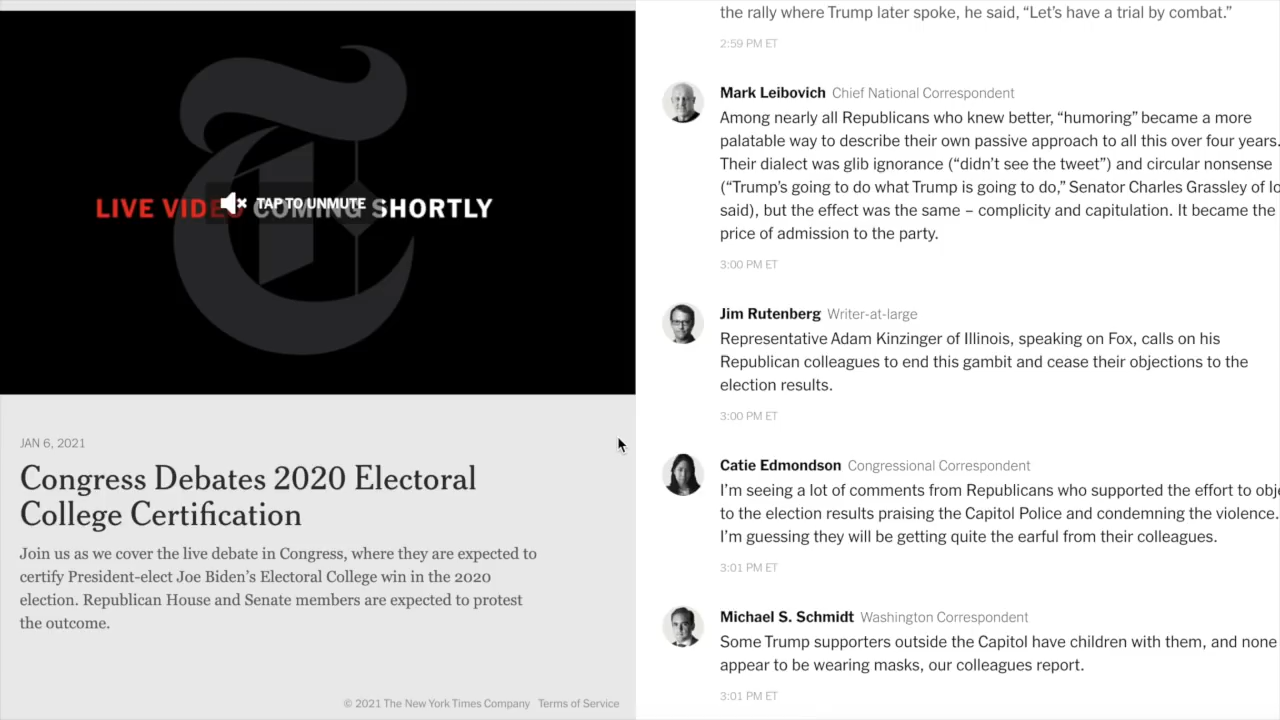 LIVE VIDEO COMING SHORTLY
TAP TO UNMUTE
JAN 6, 2021
Congress Debates 2020 Electoral
College Certification
Join us as we cover the live debate in Congress, where they are expected to
certify President-elect Joe Biden’s Electoral College win in the 2020
election. Republican House and Senate members are expected to protest
the outcome.
© 2021 The New York Times Company Terms of Service
the rally where Trump later spoke, he said, “Let’s have a trial by combat.”
2:59 PM ET
Mark Leibovich Chief National Correspondent
Among nearly all Republicans who knew better, “humoring” became a more
palatable way to describe their own passive approach to all this over four years.
Their dialect was glib ignorance (“didn’t see the tweet”) and circular nonsense
(“Trump’s going to do what Trump is going to do,” Senator Charles Grassley of
said), but the effect was the same – complicity and capitulation. It became the
price of admission to the party.
3:00 PM ET
Jim Rutenberg Writer-at-large
Representative Adam Kinzinger of Illinois, speaking on Fox, calls on his
Republican colleagues to end this gambit and cease their objections to the
election results.
3:00 PM ET
Catie Edmondson Congressional Correspondent
I’m seeing a lot of comments from Republicans who supported the effort to
to the election results praising the Capitol Police and condemning the violence.
I’m guessing they will be getting quite the earful from their colleagues.
3:01 PM ET
Michael S. Schmidt Washington Correspondent
Some Trump supporters outside the Capitol have children with them, and none
appear to be wearing masks, our colleagues report.
3:01 PM ET